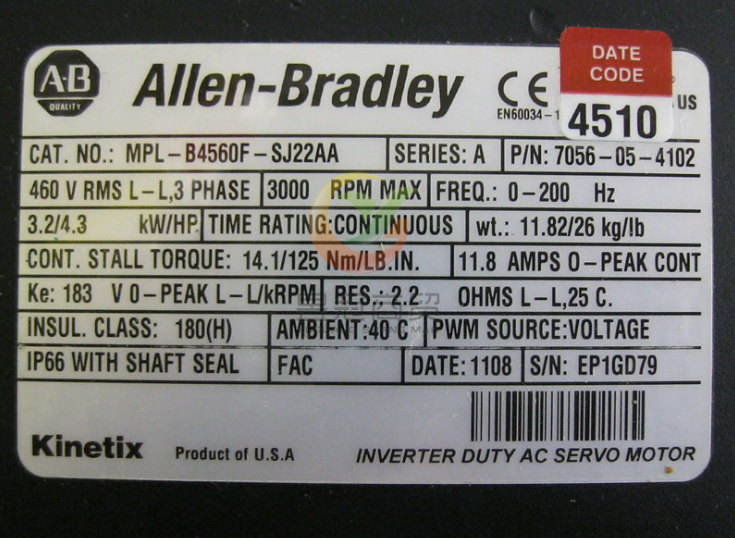 A-B
QUALITY
Allen-Bradley
CE
EN60034-1
US
DATE
CODE
4510
CAT. NO.: MPL-B4560F-SJ22AA SERIES: A P/N: 7056-05-4102
460 V RMS L-L,3 PHASE 3000 RPM MAX FREQ.: 0-200 Hz
3.2/4.3 kW/HP TIME RATING:CONTINUOUS wt.: 11.82/26 kg/lb
CONT. STALL TORQUE: 14.1/125 Nm/LB.IN. 11.8 AMPS 0-PEAK CONT
Ke: 183 V 0-PEAK L-L/kRPM RES.: 2.2 OHMS L-L,25 C.
INSUL. CLASS: 180(H) AMBIENT:40 C PWM SOURCE:VOLTAGE
IP66 WITH SHAFT SEAL FAC DATE: 1108 S/N: EP1GD79
Kinetix Product of U.S.A INVERTER DUTY AC SERVO MOTOR